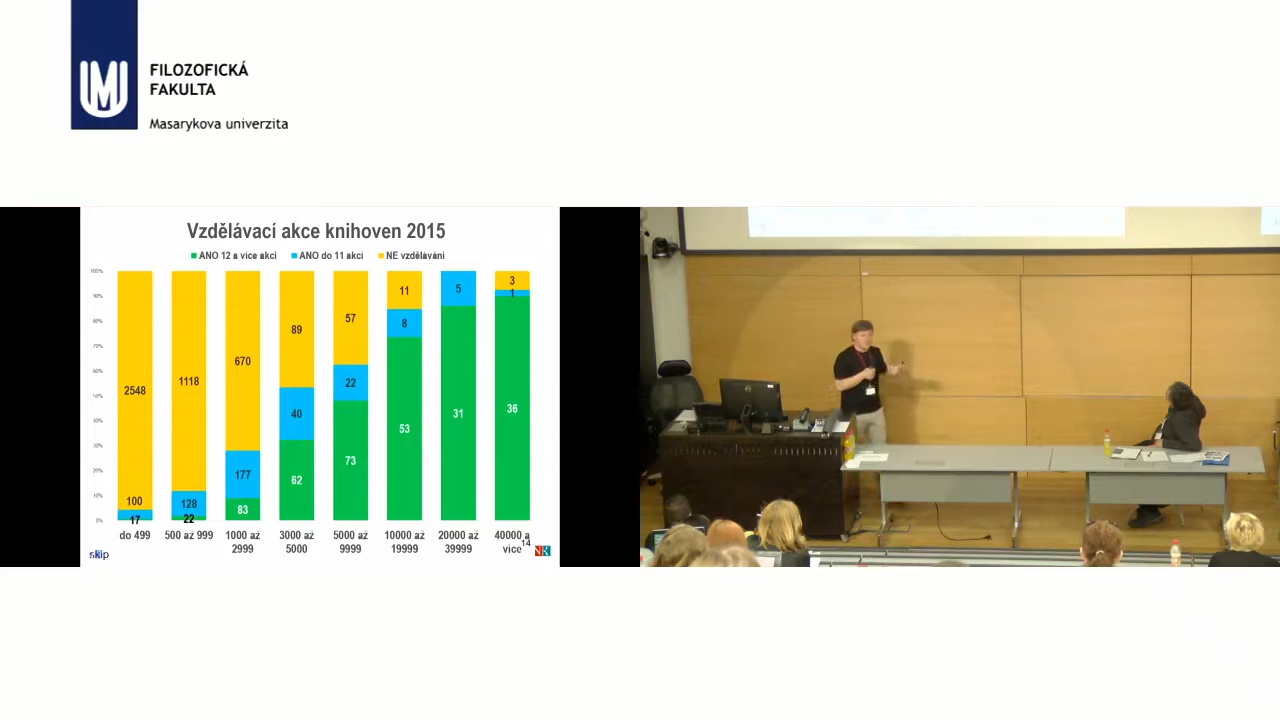 FILOZOFICKÁ
FAKULTA
Masarykova univerzita
Vzdělávací akce knihoven 2015
ANO 12 a více akcí ANO do 11 akcí NE vzdělávání
100%
90%
80%
70%
60%
50%
40%
30%
20%
10%
0%
2548 1118 670 89 57 11 5 3
100 128 177 40 22 8 31 1
17 22 83 62 73 53 36
do 499 500 až 999 1000 až 2999 3000 až 5000 5000 až 9999 10000 až 19999 20000 až 39999 40000 a více
skip
14